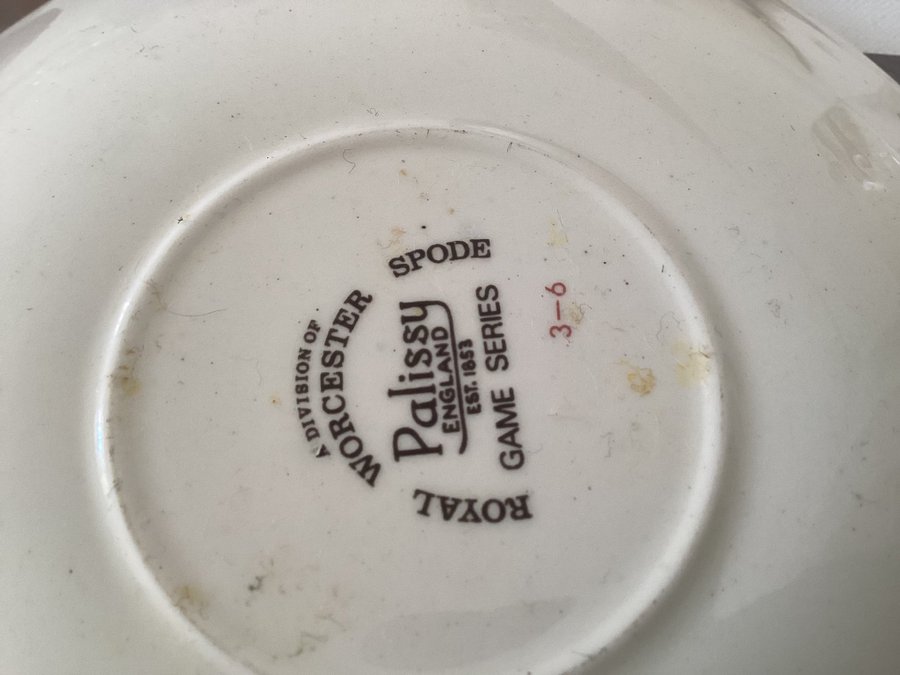 A DIVISION OF
ROYAL WORCESTER SPODE
Palissy
ENGLAND
EST. 1853
GAME SERIES
3-6